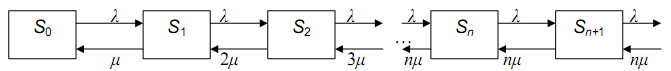 λ λ λ λ λ λ
S0 S1 S2 ... Sn Sn+1
μ 2μ 3μ nμ nμ nμ